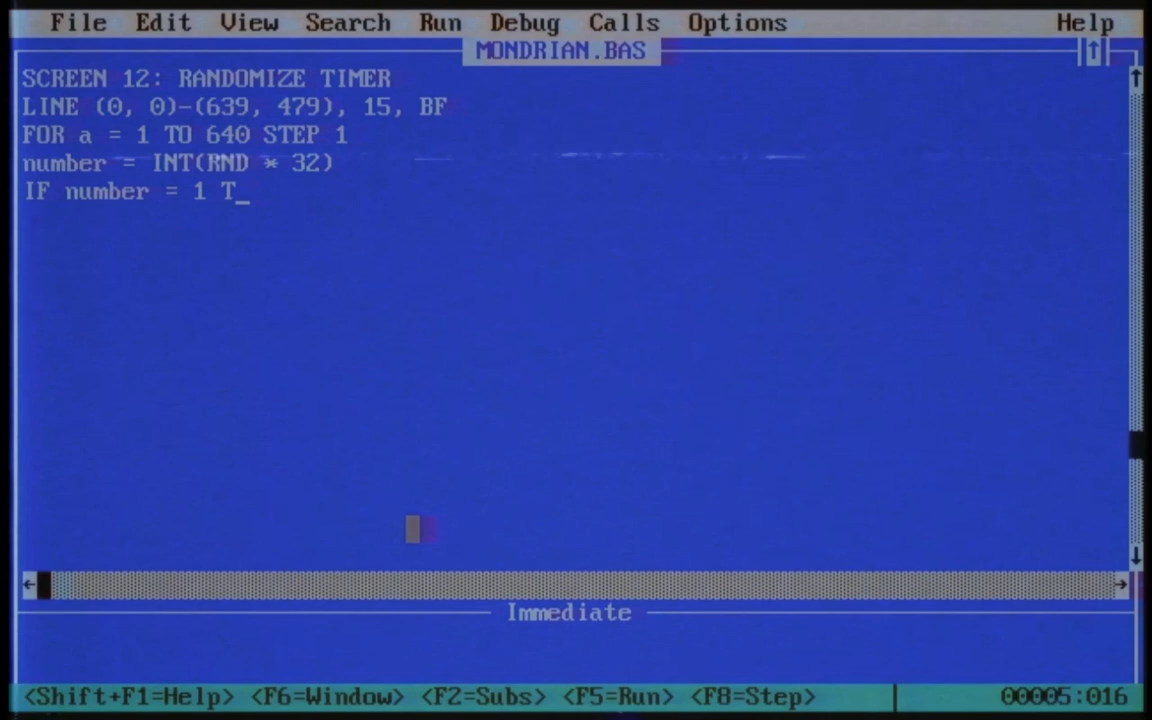 File Edit View Search Run Debug Calls Options Help
MONDRIAN.BAS
SCREEN 12: RANDOMIZE TIMER
LINE (0, 0)-(639, 479), 15, BF
FOR a = 1 TO 640 STEP 1
number = INT(RND * 32)
IF number = 1 T_
Immediate
<Shift+F1=Help> <F6=Window> <F2=Subs> <F5=Run> <F8=Step> 00005:016